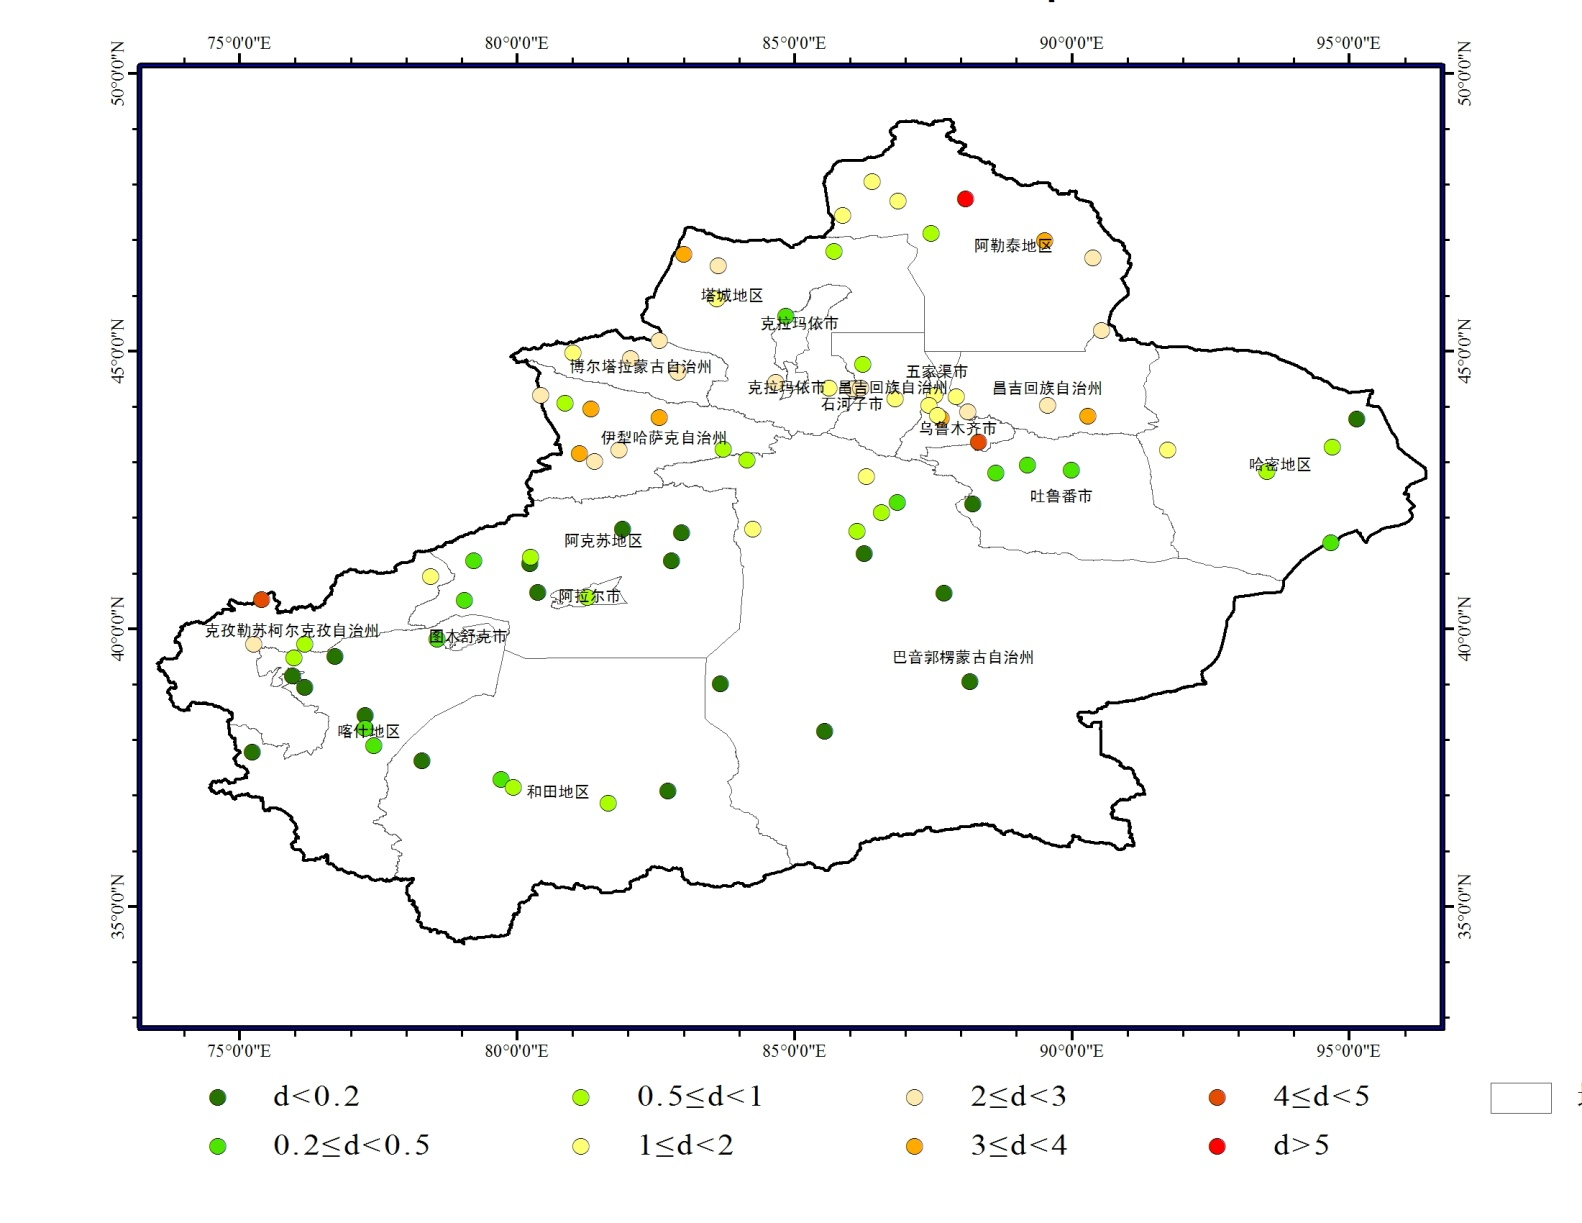 75°0'0"E 80°0'0"E 85°0'0"E 90°0'0"E 95°0'0"E
50°0'0"N 50°0'0"N
阿勒泰地区
塔城地区
克拉玛依市
45°0'0"N 45°0'0"N
博尔塔拉蒙古自治州 五家渠市
克拉玛依市 昌吉回族自治州 昌吉回族自治州
石河子市
乌鲁木齐市
伊犁哈萨克自治州
哈密地区
吐鲁番市
阿克苏地区
阿拉尔市
40°0'0"N 40°0'0"N
克孜勒苏柯尔克孜自治州 图木舒克市
巴音郭楞蒙古自治州
喀什地区
和田地区
35°0'0"N 35°0'0"N
75°0'0"E 80°0'0"E 85°0'0"E 90°0'0"E 95°0'0"E
d<0.2 0.5≤d<1 2≤d<3 4≤d<5
0.2≤d<0.5 1≤d<2 3≤d<4 d>5